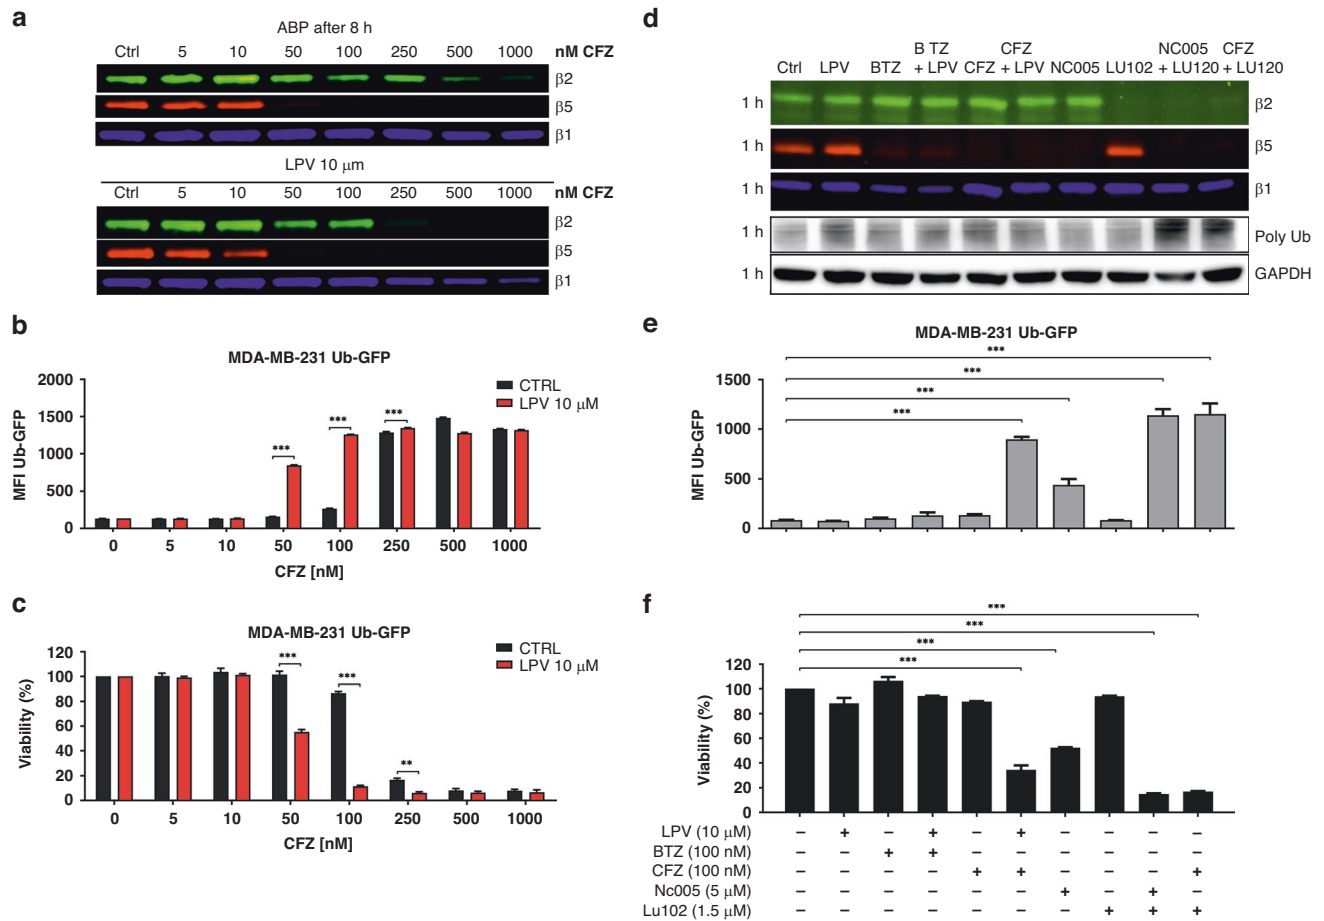 a
ABP after 8 h
Ctrl 5 10 50 100 250 500 1000 nM CFZ
β2
β5
β1
LPV 10 μm
Ctrl 5 10 50 100 250 500 1000 nM CFZ
β2
β5
β1
b
MDA-MB-231 Ub-GFP
CTRL
LPV 10 μM
MFI Ub-GFP
2000
1500
1000
500
0
*** *** ***
0 5 10 50 100 250 500 1000
CFZ [nM]
c
MDA-MB-231 Ub-GFP
CTRL
LPV 10 μM
Viability (%)
120
100
80
60
40
20
0
*** *** **
0 5 10 50 100 250 500 1000
CFZ [nM]
d
B TZ CFZ NC005 CFZ
Ctrl LPV BTZ + LPV CFZ + LPV NC005 LU102 + LU120 + LU120
1 h β2
1 h β5
1 h β1
1 h Poly Ub
1 h GAPDH
e
MDA-MB-231 Ub-GFP
***
***
***
***
MFI Ub-GFP
1500
1000
500
0
f
***
***
***
***
Viability (%)
120
100
80
60
40
20
0
LPV (10 μM) – + – + – + – – – –
BTZ (100 nM) – – + + – – – – – –
CFZ (100 nM) – – – – + + – – – +
Nc005 (5 μM) – – – – – – + – + –
Lu102 (1.5 μM) – – – – – – – + + +